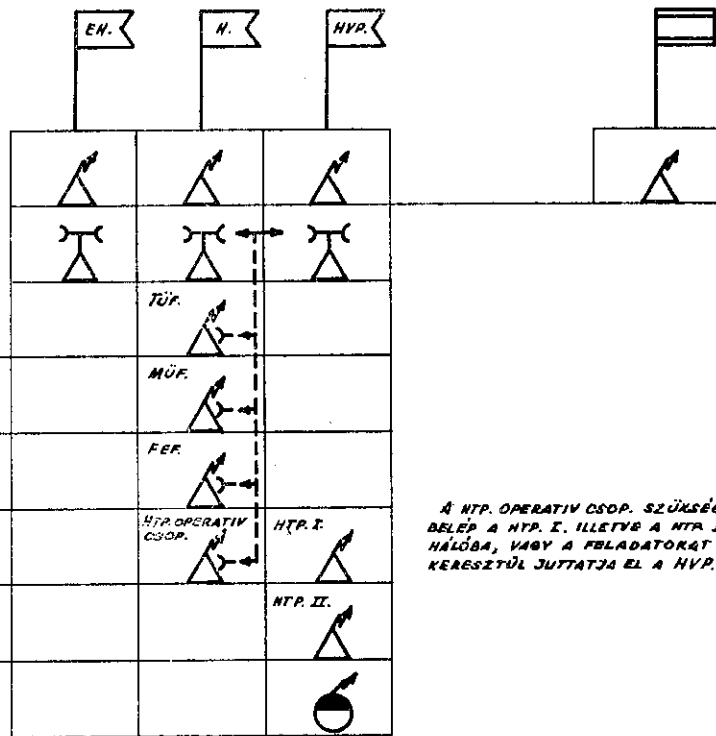 EH.
H.
HVP.
TÜF.
MÜF.
FEF.
HTP. OPERATIV
CSOP.
HTP. I.
HTP. II.
A HTP. OPERATIV CSOP.
BELÉP A HTP. I. ILLETVE A HTP.
HÁLÓBA, VAGY A FELADATOKAT
KERESZTÜL JUTTATJA EL A HVP.